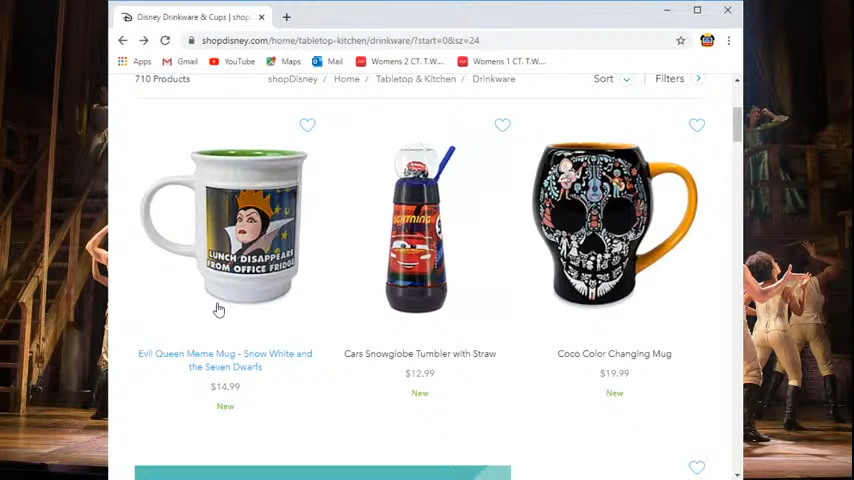 Disney Drinkware & Cups | shop
shopdisney.com/home/tabletop-kitchen/drinkware/?start=0&sz=24
Apps Gmail YouTube Maps Mail Womens 2 CT. T.W... Womens 1 CT. T.W....
710 Products shopDisney / Home / Tabletop & Kitchen / Drinkware Sort Filters
LUNCH DISAPPEARS
FROM OFFICE FRIDGE
LIGHTNING
Evil Queen Meme Mug - Snow White and
the Seven Dwarfs
$14.99
New
Cars Snowglobe Tumbler with Straw
$12.99
New
Coco Color Changing Mug
$19.99
New